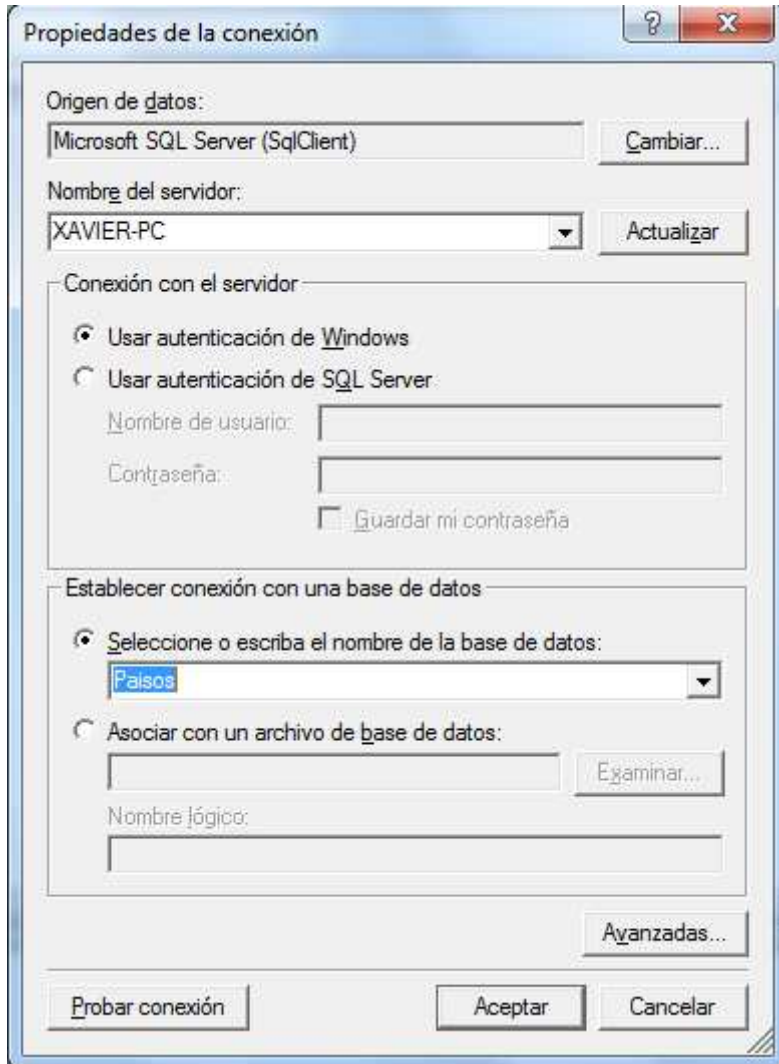 Propiedades de la conexión
Origen de datos:
Microsoft SQL Server (SqlClient)
Cambiar...
Nombre del servidor:
XAVIER-PC
Actualizar
Conexión con el servidor
Usar autenticación de Windows
Usar autenticación de SQL Server
Nombre de usuario:
Contraseña:
Guardar mi contraseña
Establecer conexión con una base de datos
Seleccione o escriba el nombre de la base de datos:
Paisos
Asociar con un archivo de base de datos:
Examinar...
Nombre lógico:
Avanzadas...
Probar conexión
Aceptar
Cancelar